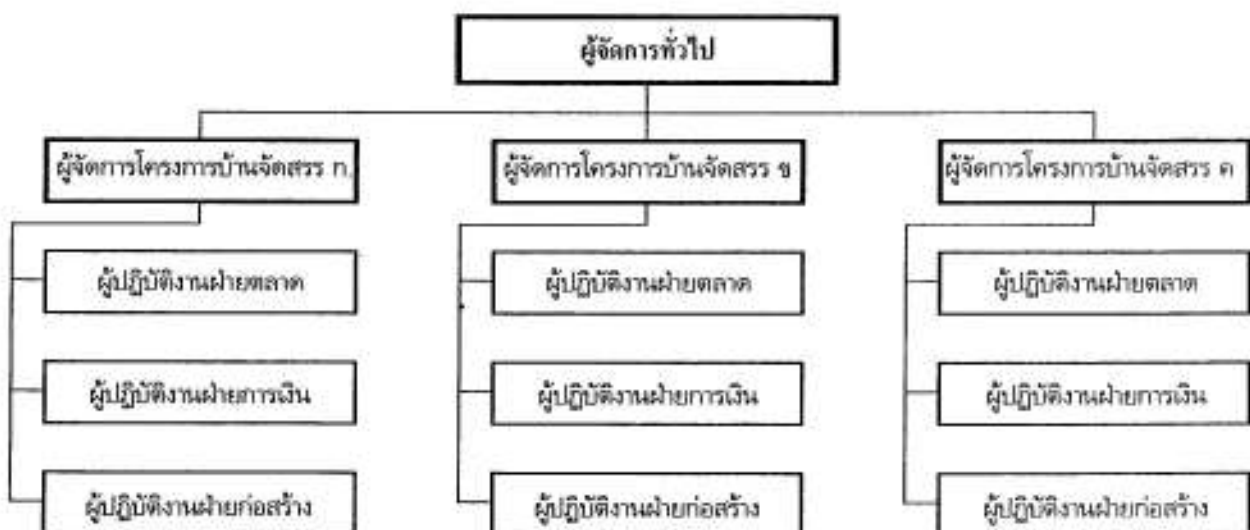 ผู้จัดการทั่วไป
ผู้จัดการโครงการบ้านจัดสรร ก.
ผู้จัดการโครงการบ้านจัดสรร ข
ผู้จัดการโครงการบ้านจัดสรร ค
ผู้ปฏิบัติงานฝ่ายตลาด
ผู้ปฏิบัติงานฝ่ายตลาด
ผู้ปฏิบัติงานฝ่ายตลาด
ผู้ปฏิบัติงานฝ่ายการเงิน
ผู้ปฏิบัติงานฝ่ายการเงิน
ผู้ปฏิบัติงานฝ่ายการเงิน
ผู้ปฏิบัติงานฝ่ายก่อสร้าง
ผู้ปฏิบัติงานฝ่ายก่อสร้าง
ผู้ปฏิบัติงานฝ่ายก่อสร้าง